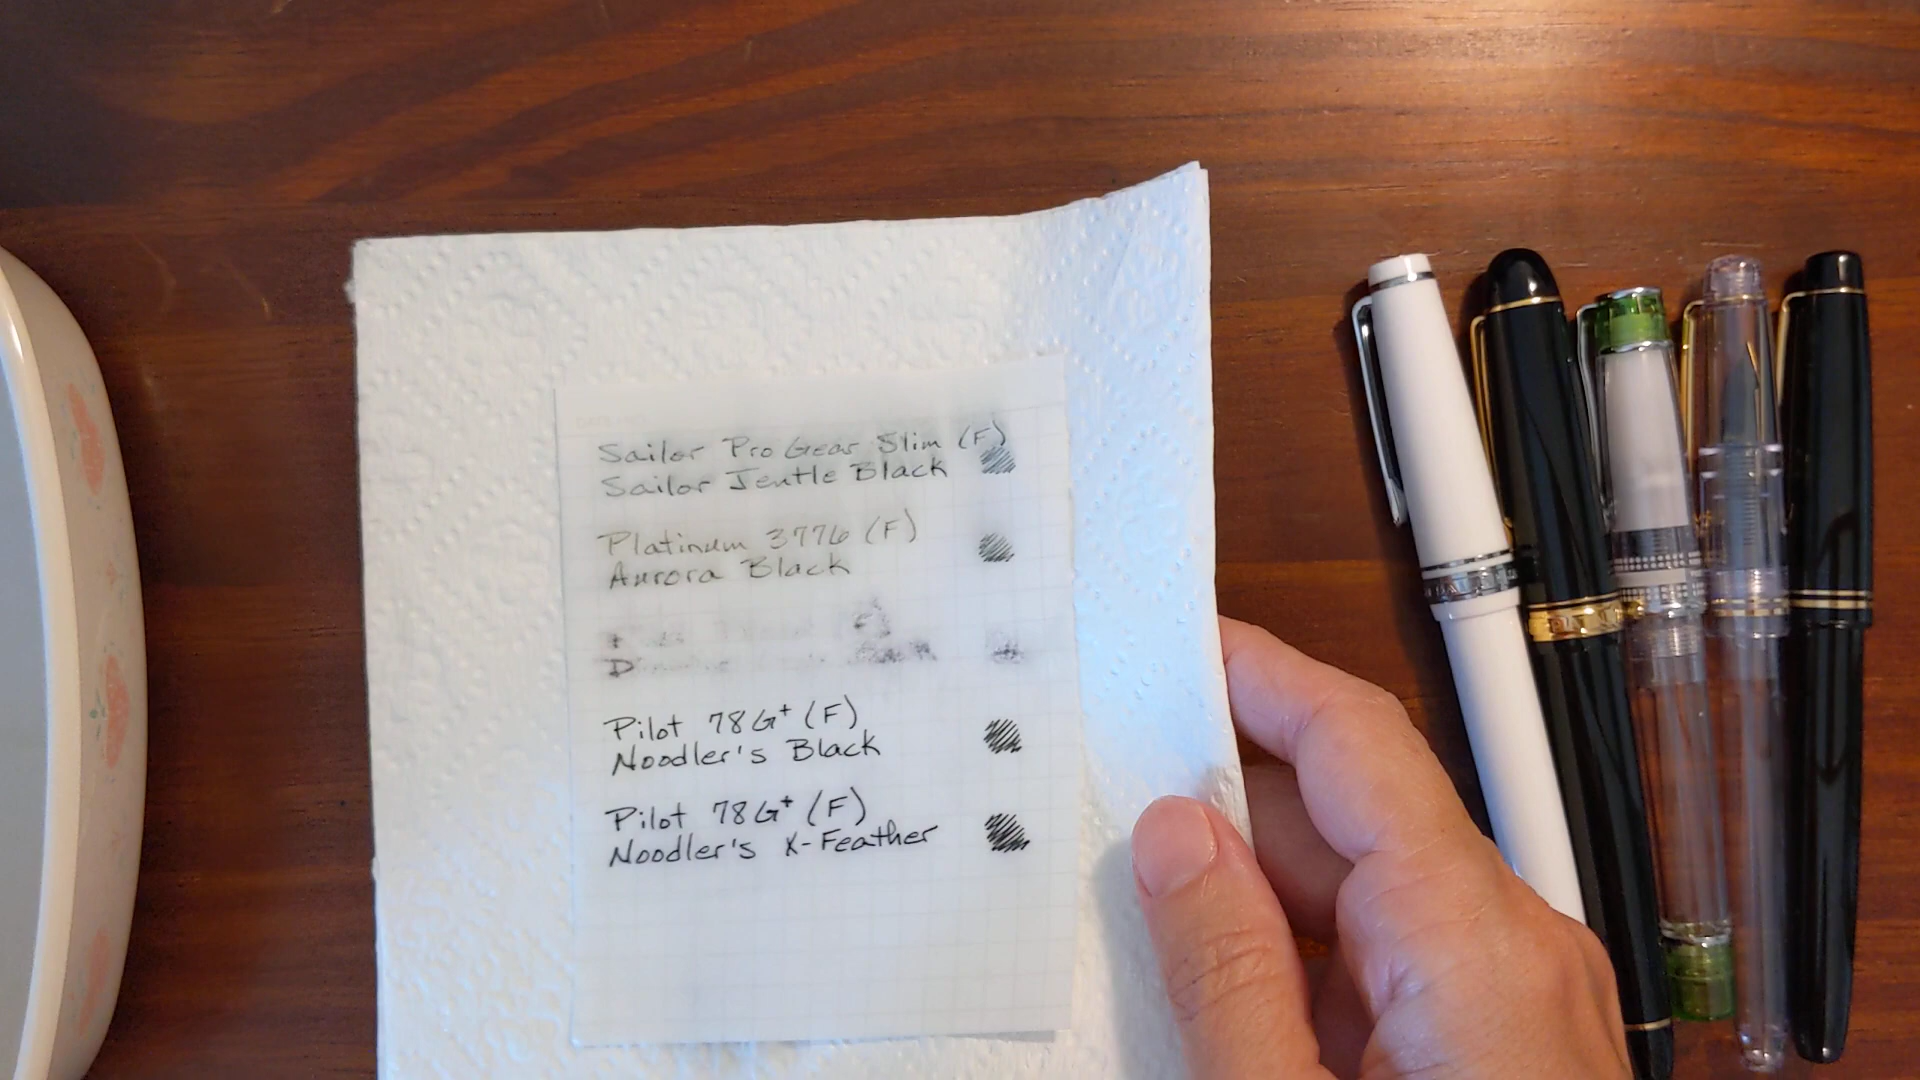 Sailor Pro Gear Slim (F)
Sailor Jentle Black
Platinum 3776 (F)
Aurora Black
Pilot 78G+ (F)
Noodler's Black
Pilot 78G+ (F)
Noodler's X-Feather